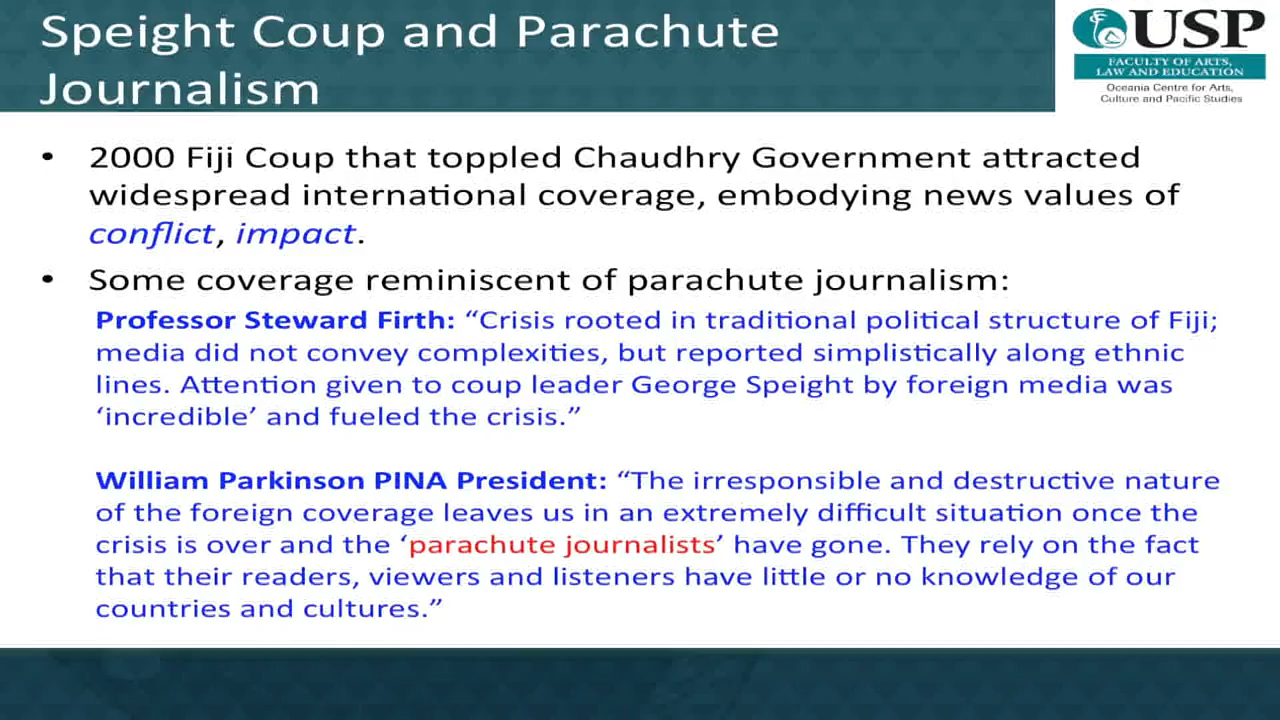 Speight Coup and Parachute
Journalism
USP
FACULTY OF ARTS,
LAW AND EDUCATION
Oceania Centre for Arts,
Culture and Pacific Studies
• 2000 Fiji Coup that toppled Chaudhry Government attracted
widespread international coverage, embodying news values of
conflict, impact.
• Some coverage reminiscent of parachute journalism:
Professor Steward Firth: “Crisis rooted in traditional political structure of Fiji;
media did not convey complexities, but reported simplistically along ethnic
lines. Attention given to coup leader George Speight by foreign media was
‘incredible’ and fueled the crisis.”
William Parkinson PINA President: “The irresponsible and destructive nature
of the foreign coverage leaves us in an extremely difficult situation once the
crisis is over and the ‘parachute journalists’ have gone. They rely on the fact
that their readers, viewers and listeners have little or no knowledge of our
countries and cultures.”